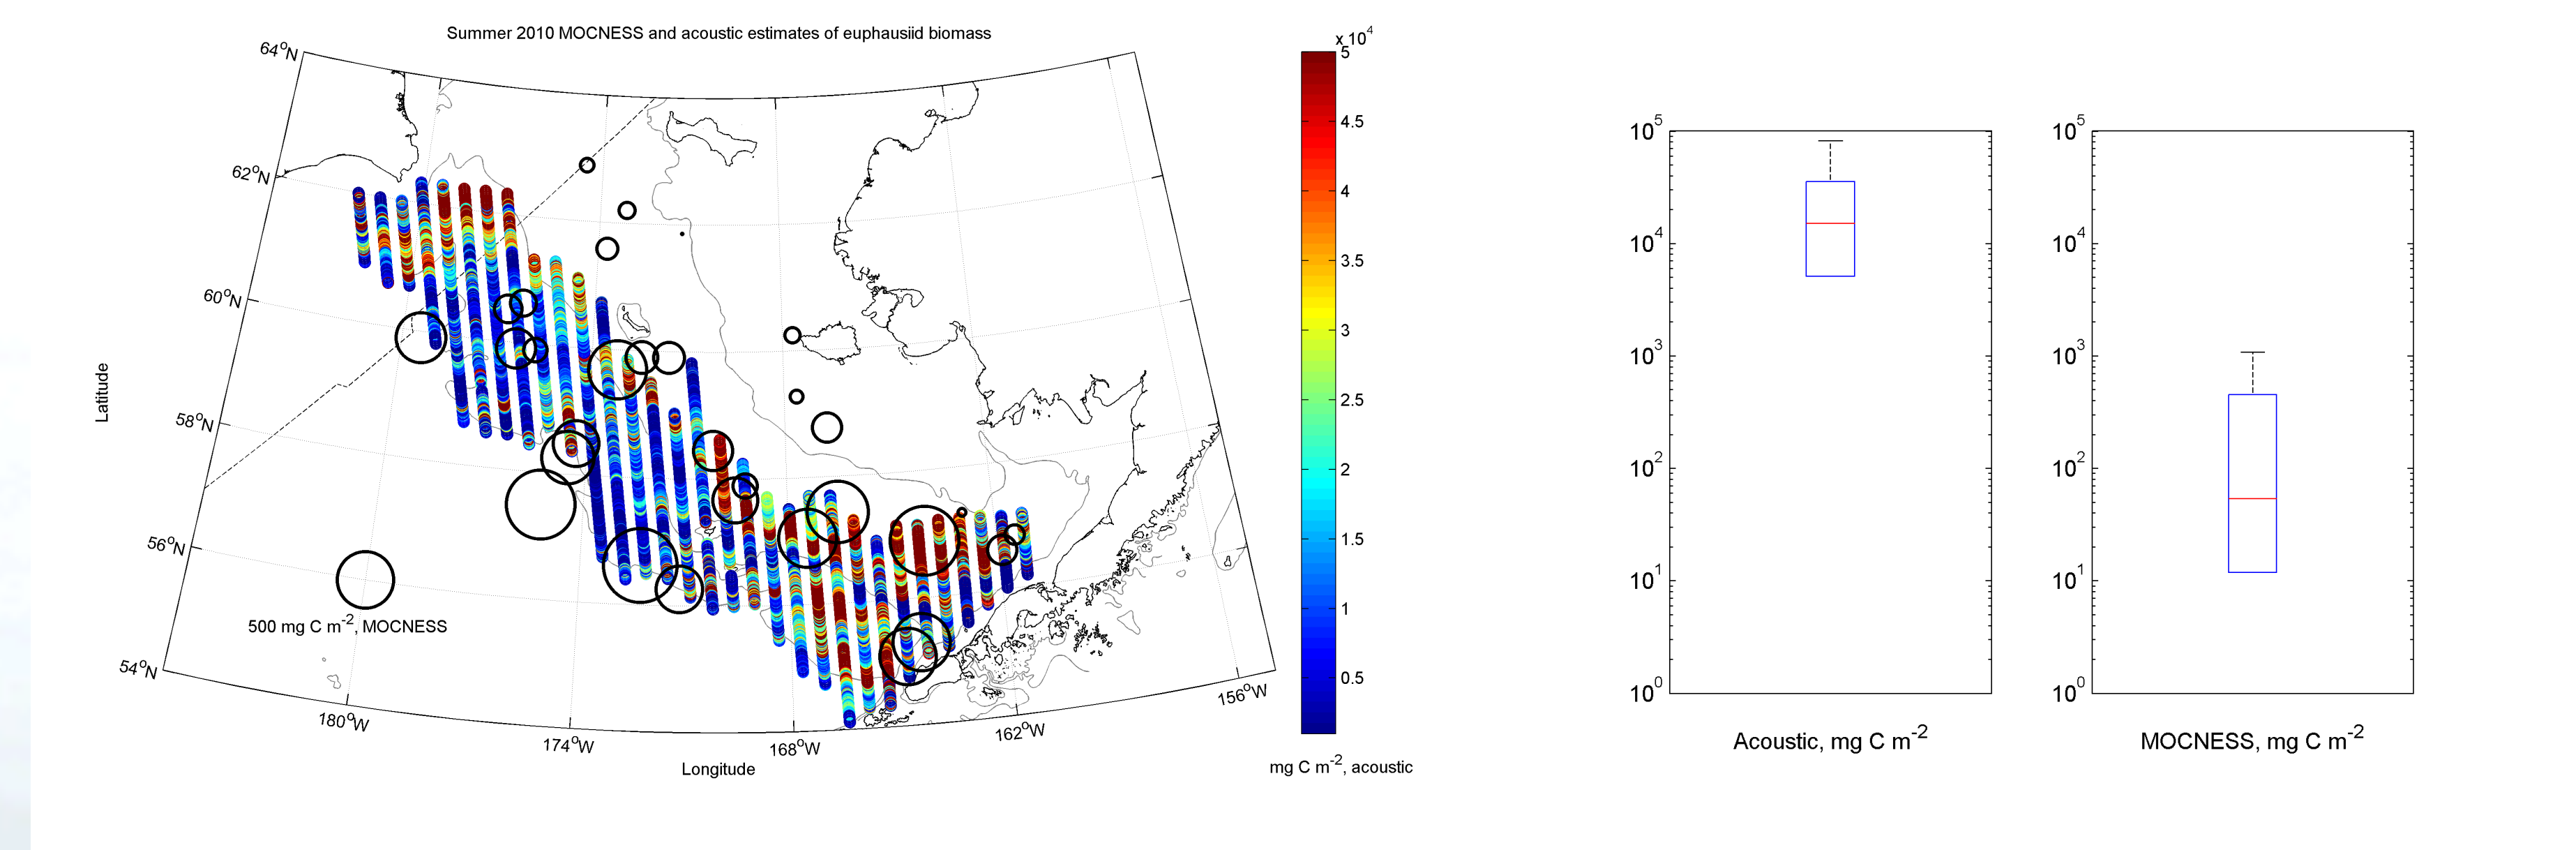 Summer 2010 MOCNESS and acoustic estimates of euphausiid biomass
64°N
62°N
60°N
58°N
56°N
54°N
Latitude
180°W
174°W
168°W
162°W
156°W
Longitude
500 mg C m-2, MOCNESS
x 10^4
5
4.5
4
3.5
3
2.5
2
1.5
1
0.5
mg C m-2, acoustic
10^5
10^4
10^3
10^2
10^1
10^0
Acoustic, mg C m-2
10^5
10^4
10^3
10^2
10^1
10^0
MOCNESS, mg C m-2